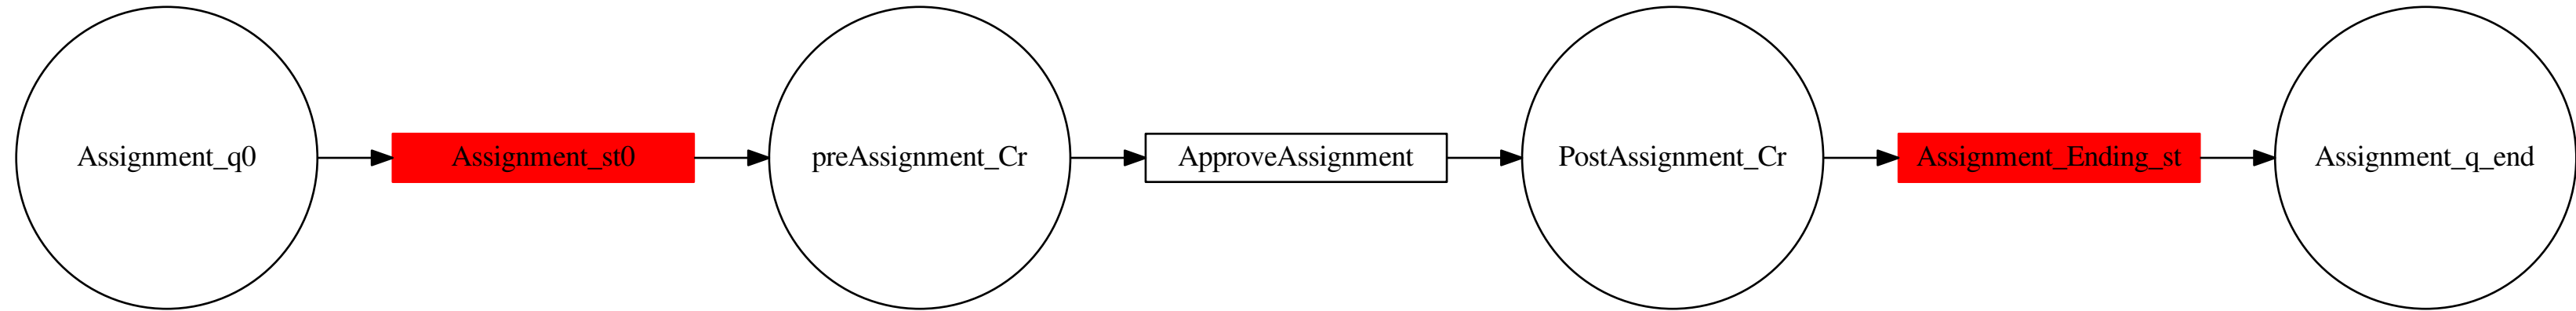 Assignment_q0
Assignment_st0
preAssignment_Cr
ApproveAssignment
PostAssignment_Cr
Assignment_Ending_st
Assignment_q_end